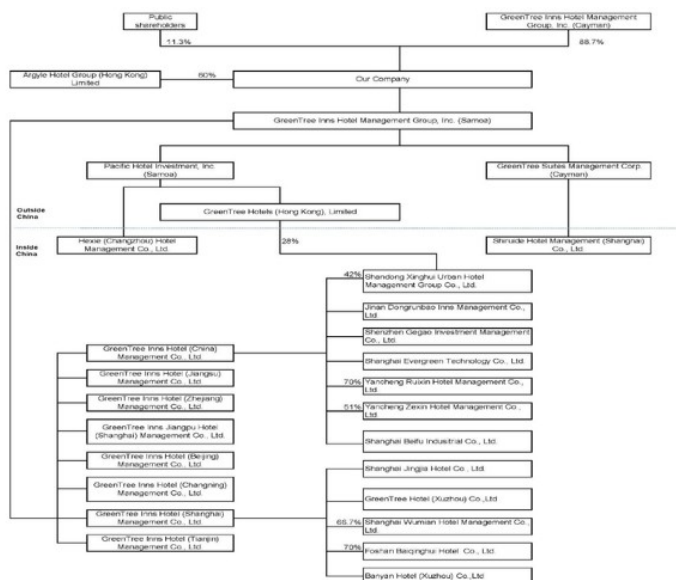 Public
shareholders
GreenTree Inns Hotel Management
Group, Inc. (Cayman)
11.3%
88.7%
Argyle Hotel Group (Hong Kong)
Limited
60%
Our Company
GreenTree Inns Hotel Management Group, Inc. (Samoa)
Pacific Hotel Investment, Inc.
(Samoa)
GreenTree Suites Management Corp.
(Cayman)
Outside
China
GreenTree Hotels (Hong Kong), Limited
Inside
China
Hexie (Changzhou) Hotel
Management Co., Ltd.
28%
Shiruide Hotel Management (Shanghai)
Co., Ltd.
42%
Shandong Xinghui Urban Hotel
Management Group Co., Ltd.
Jinan Dongrunbao Inns Management Co.,
Ltd.
Shenzhen Gegao Investment Management
Co., Ltd.
GreenTree Inns Hotel (China)
Management Co., Ltd.
Shanghai Evergreen Technology Co., Ltd.
GreenTree Inns Hotel (Jiangsu)
Management Co., Ltd.
70%
Yancheng Ruixin Hotel Management Co.,
Ltd.
GreenTree Inns Hotel (Zhejiang)
Management Co., Ltd.
51%
Yancheng Zexin Hotel Management Co.,
Ltd.
GreenTree Inns Jiangpu Hotel
(Shanghai) Management Co., Ltd.
Shanghai Beifu Industrial Co., Ltd.
GreenTree Inns Hotel (Beijing)
Management Co., Ltd.
Shanghai Jingjia Hotel Co., Ltd.
GreenTree Inns Hotel (Changning)
Management Co., Ltd.
GreenTree Hotel (Xuzhou) Co.,Ltd
GreenTree Inns Hotel (Shanghai)
Management Co., Ltd.
66.7%
Shanghai Wumian Hotel Management Co.,
Ltd.
GreenTree Inns Hotel (Tianjin)
Management Co., Ltd.
70%
Foshan Baiqinghui Hotel Co., Ltd.
Banyan Hotel (Xuzhou) Co.,Ltd